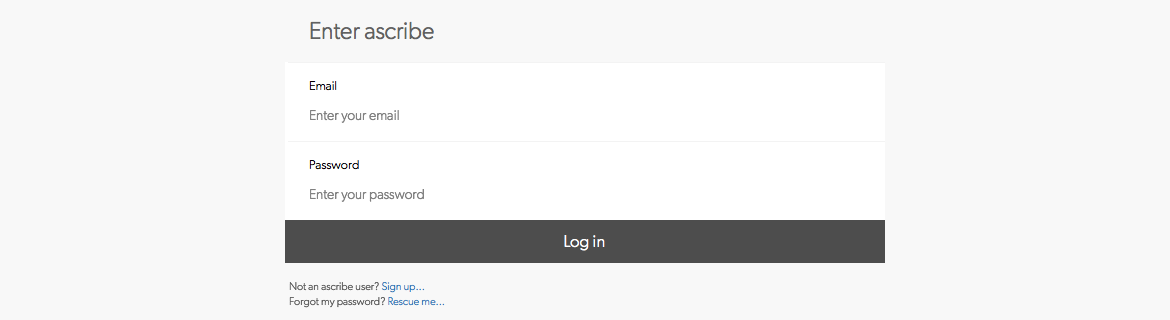 Enter ascribe
Email
Enter your email
Password
Enter your password
Log in
Not an ascribe user? Sign up...
Forgot my password? Rescue me...